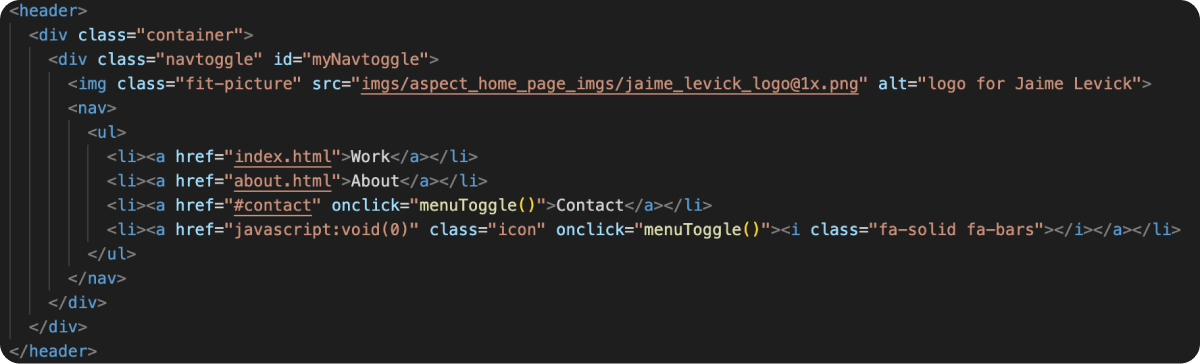 <header>
<div class="container">
<div class="navtoggle" id="myNavtoggle">
<img class="fit-picture" src="imgs/aspect_home_page_imgs/jaime_levick_logo@1x.png" alt="logo for Jaime Levick">
<nav>
<ul>
<li><a href="index.html">Work</a></li>
<li><a href="about.html">About</a></li>
<li><a href="#contact" onclick="menuToggle()">Contact</a></li>
<li><a href="javascript:void(0)" class="icon" onclick="menuToggle()"><i class="fa-solid fa-bars"></i></a></li>
</ul>
</nav>
</div>
</div>
</header>